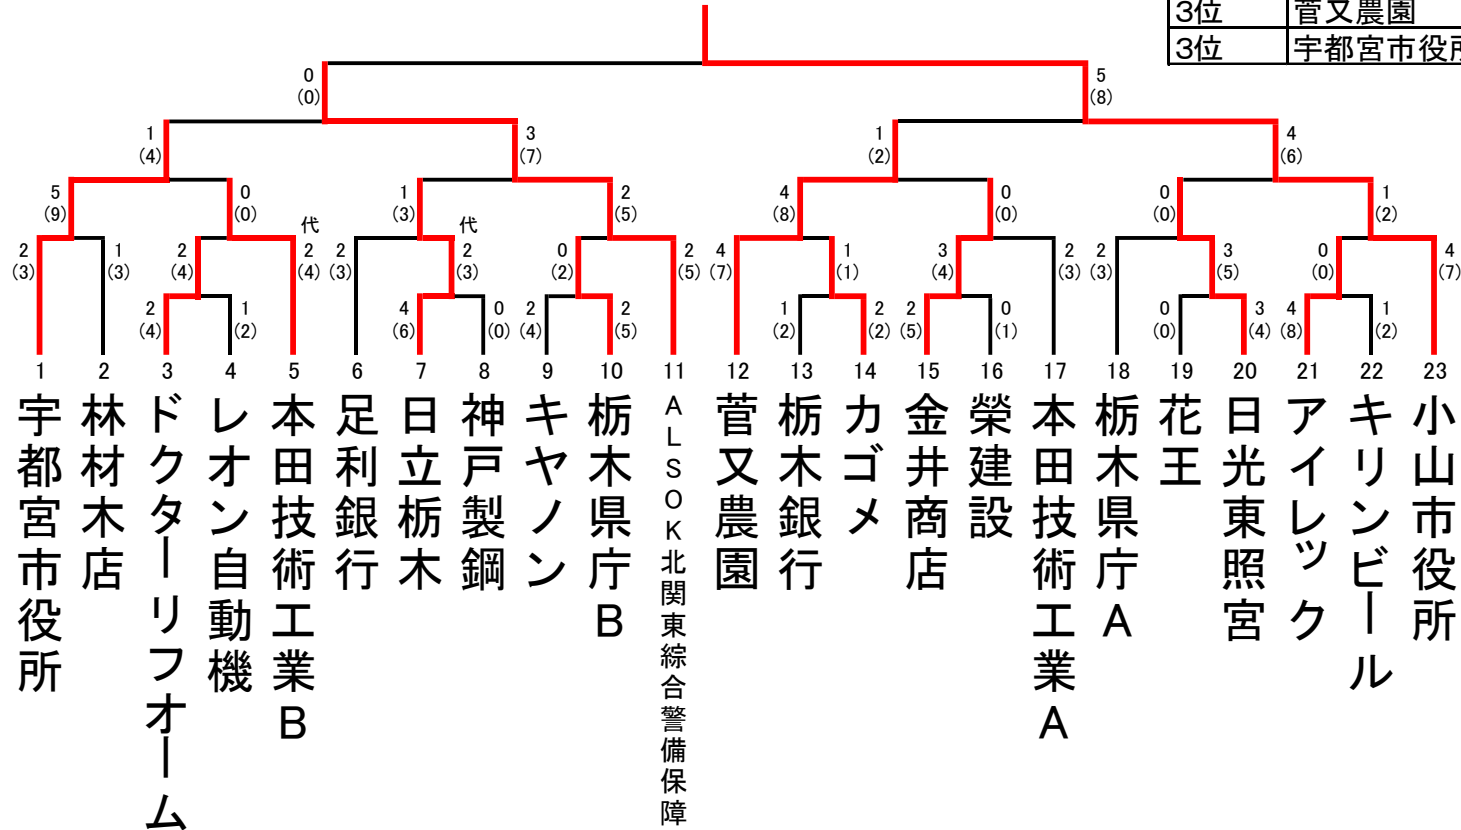 3位 菅又農園
3位 宇都宮市役所
0 5
(0) (8)
1 3 1 4
(4) (7) (2) (6)
5 0 1 2 4 0 0 1
(9) (0) (3) (5) (8) (0) (0) (2)
代 代
2 1 2 2 2 2 0 2 4 1 3 2 2 3 0 4
(3) (3) (4) (4) (3) (3) (2) (5) (7) (1) (4) (3) (3) (5) (0) (7)
2 1 4 0 2 2 1 2 2 0 0 3 4 1
(4) (2) (6) (0) (4) (5) (2) (2) (5) (1) (0) (4) (8) (2)
1 2 3 4 5 6 7 8 9 10 11 12 13 14 15 16 17 18 19 20 21 22 23
宇都宮市役所
林材木店
ドクターリフオーム
レオン自動機
本田技術工業B
足利銀行
日立栃木
神戸製鋼
キヤノン
栃木県庁B
ALSOK北関東綜合警備保障
菅又農園
栃木銀行
カゴメ
金井商店
榮建設
本田技術工業A
栃木県庁A
花王
日光東照宮
アイレック
キリンビール
小山市役所